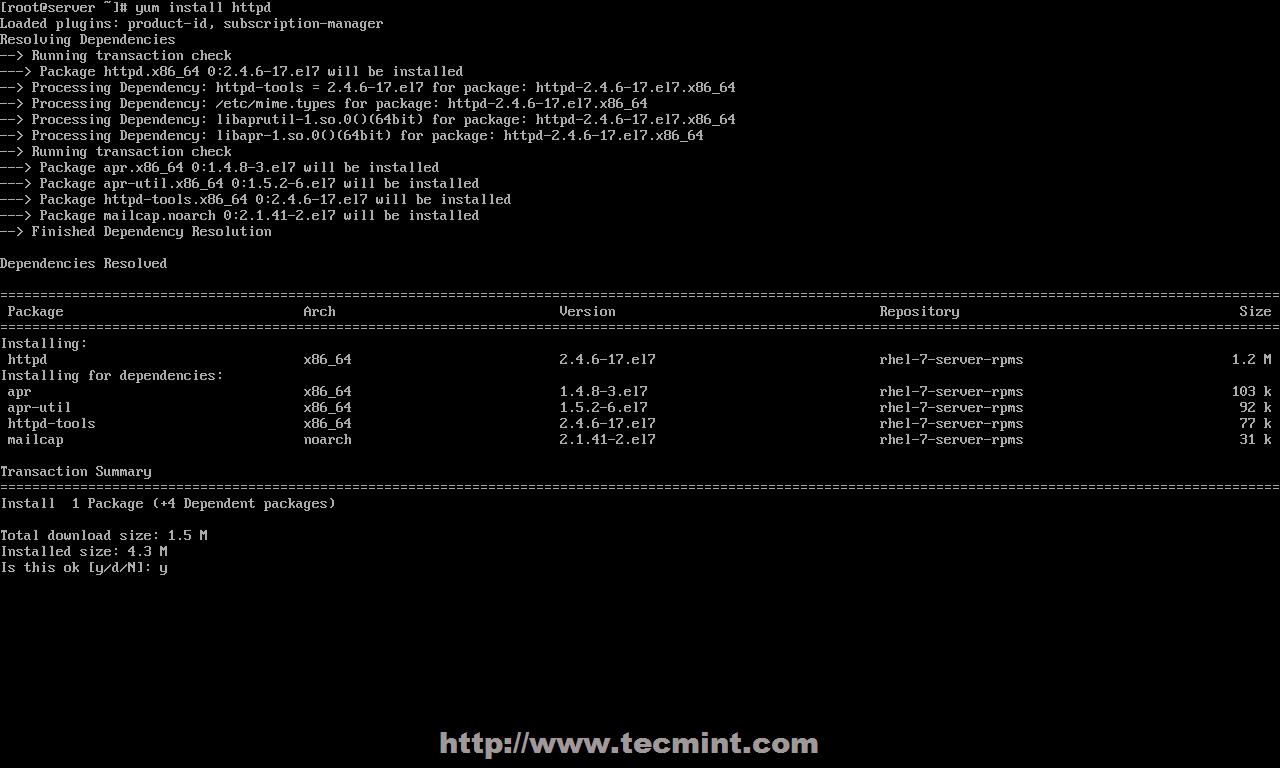 [root@server ~]# yum install httpd
Loaded plugins: product-id, subscription-manager
Resolving Dependencies
--> Running transaction check
---> Package httpd.x86_64 0:2.4.6-17.el7 will be installed
--> Processing Dependency: httpd-tools = 2.4.6-17.el7 for package: httpd-2.4.6-17.el7.x86_64
--> Processing Dependency: /etc/mime.types for package: httpd-2.4.6-17.el7.x86_64
--> Processing Dependency: libaprutil-1.so.0()(64bit) for package: httpd-2.4.6-17.el7.x86_64
--> Processing Dependency: libapr-1.so.0()(64bit) for package: httpd-2.4.6-17.el7.x86_64
--> Running transaction check
---> Package apr.x86_64 0:1.4.8-3.el7 will be installed
---> Package apr-util.x86_64 0:1.5.2-6.el7 will be installed
---> Package httpd-tools.x86_64 0:2.4.6-17.el7 will be installed
---> Package mailcap.noarch 0:2.1.41-2.el7 will be installed
--> Finished Dependency Resolution
Dependencies Resolved
Package Arch Version Repository Size
Installing:
httpd x86_64 2.4.6-17.el7 rhel-7-server-rpms 1.2 M
Installing for dependencies:
apr x86_64 1.4.8-3.el7 rhel-7-server-rpms 103 k
apr-util x86_64 1.5.2-6.el7 rhel-7-server-rpms 92 k
httpd-tools x86_64 2.4.6-17.el7 rhel-7-server-rpms 77 k
mailcap noarch 2.1.41-2.el7 rhel-7-server-rpms 31 k
Transaction Summary
Install 1 Package (+4 Dependent packages)
Total download size: 1.5 M
Installed size: 4.3 M
Is this ok [y/d/N]: y
http://www.tecmint.com